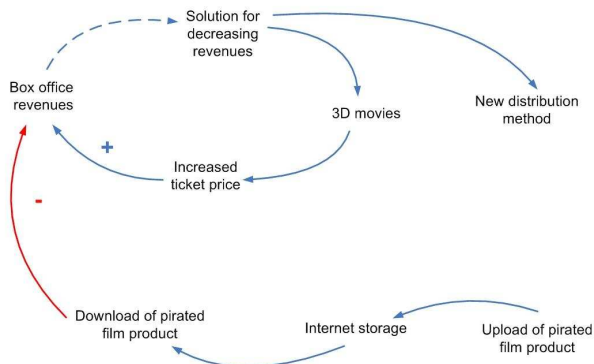 Solution for
decreasing
revenues
Box office
revenues
3D movies
New distribution
method
+
Increased
ticket price
-
Download of pirated
film product
Internet storage
Upload of pirated
film product